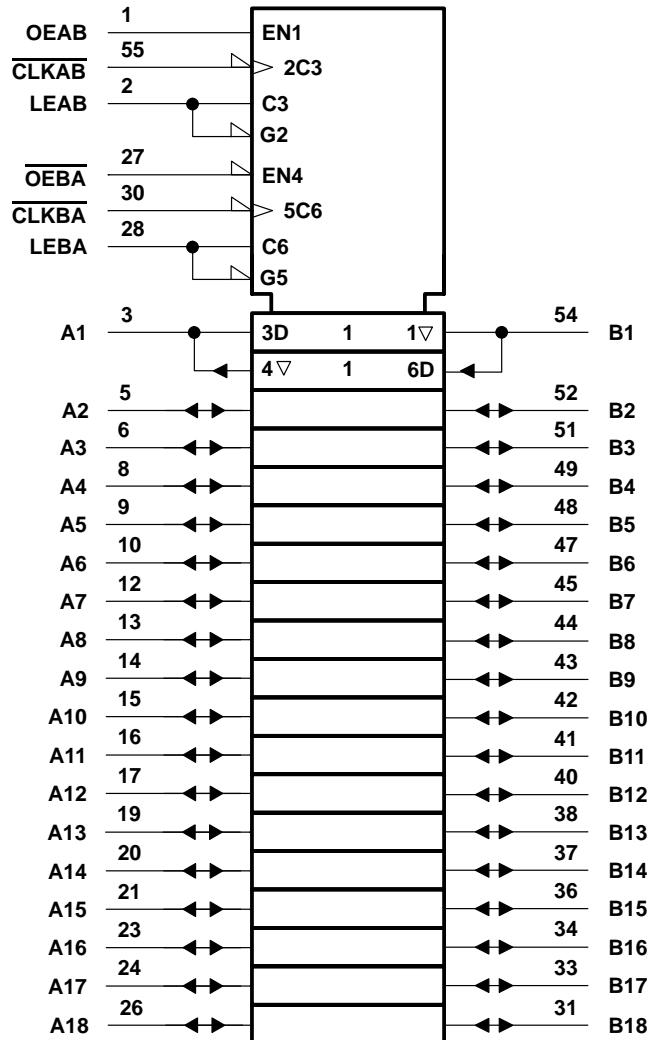 1
OEAB EN1
55
CLKAB 2C3
2
LEAB C3
G2
27
OEBA EN4
30
CLKBA 5C6
28
LEBA C6
G5
3 54
A1 3D 1 1▽ B1
4▽ 1 6D
5 52
A2 B2
6 51
A3 B3
8 49
A4 B4
9 48
A5 B5
10 47
A6 B6
12 45
A7 B7
13 44
A8 B8
14 43
A9 B9
15 42
A10 B10
16 41
A11 B11
17 40
A12 B12
19 38
A13 B13
20 37
A14 B14
21 36
A15 B15
23 34
A16 B16
24 33
A17 B17
26 31
A18 B18